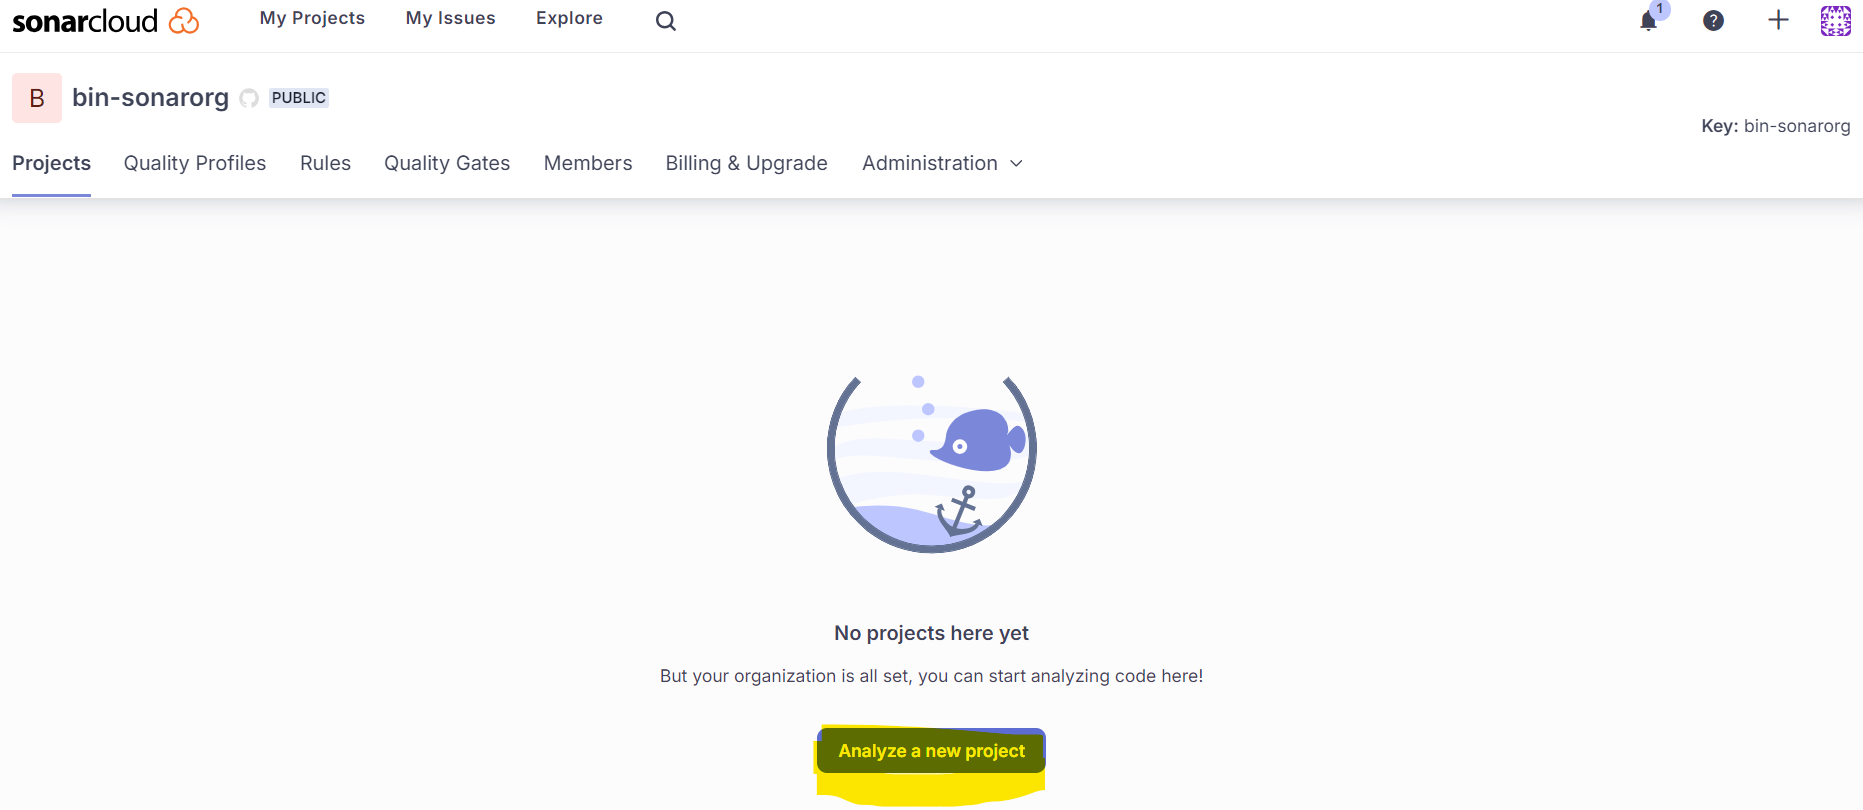 sonarcloud My Projects My Issues Explore 1 ?
B bin-sonarorg PUBLIC
Key: bin-sonarorg
Projects Quality Profiles Rules Quality Gates Members Billing & Upgrade Administration
No projects here yet
But your organization is all set, you can start analyzing code here!
Analyze a new project